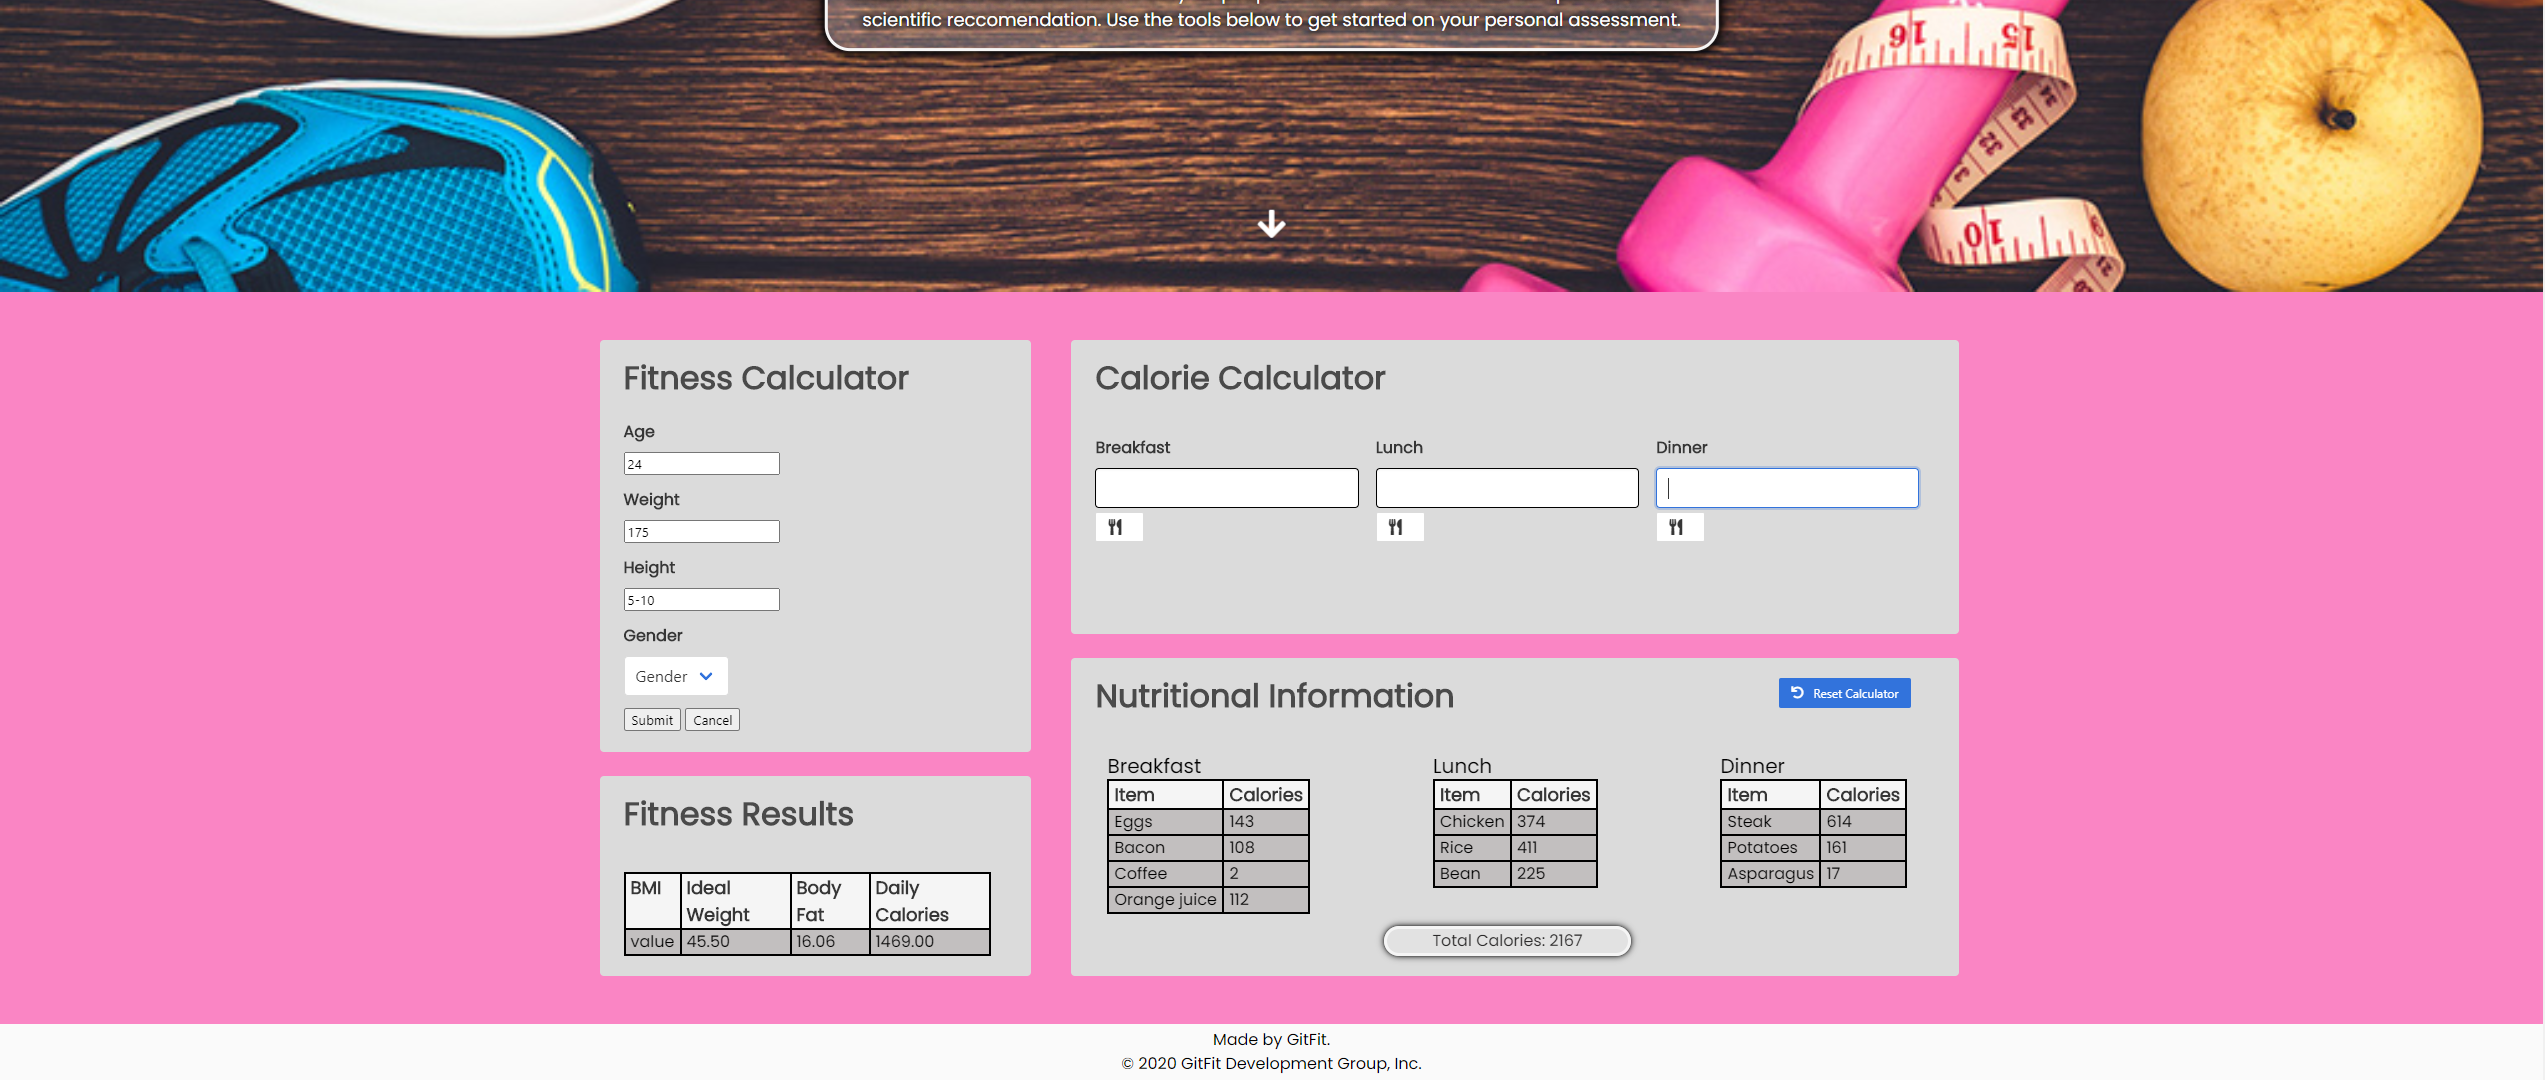 scientific reccomendation. Use the tools below to get started on your personal assessment.
16 15
10
Fitness Calculator
Age
24
Weight
175
Height
5-10
Gender
Gender
Submit Cancel
Fitness Results
BMI Ideal Weight Body Fat Daily Calories
value 45.50 16.06 1469.00
Calorie Calculator
Breakfast Lunch Dinner
Nutritional Information
Reset Calculator
Breakfast
Item Calories
Eggs 143
Bacon 108
Coffee 2
Orange juice 112
Lunch
Item Calories
Chicken 374
Rice 411
Bean 225
Dinner
Item Calories
Steak 614
Potatoes 161
Asparagus 17
Total Calories: 2167
Made by GitFit.
© 2020 GitFit Development Group, Inc.